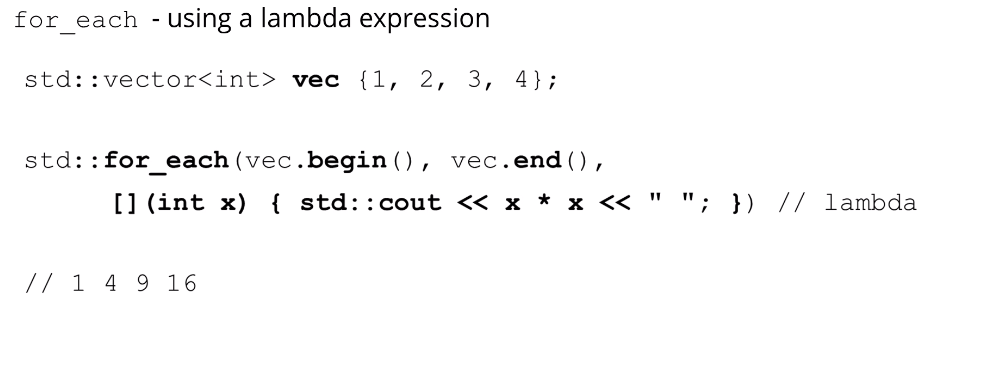 for_each - using a lambda expression
std::vector<int> vec {1, 2, 3, 4};
std::for_each(vec.begin(), vec.end(),
[](int x) { std::cout << x * x << " "; }) // lambda
// 1 4 9 16